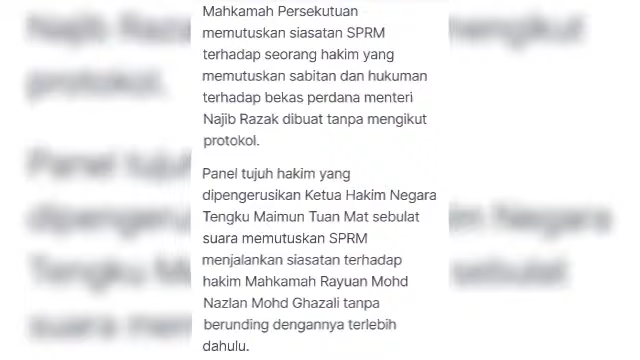 Mahkamah Persekutuan
memutuskan siasatan SPRM
terhadap seorang hakim yang
memutuskan sabitan dan hukuman
terhadap bekas perdana menteri
Najib Razak dibuat tanpa mengikut
protokol.
Panel tujuh hakim yang
dipengerusikan Ketua Hakim Negara
Tengku Maimun Tuan Mat sebulat
suara memutuskan SPRM
menjalankan siasatan terhadap
hakim Mahkamah Rayuan Mohd
Nazlan Mohd Ghazali tanpa
berunding dengannya terlebih
dahulu.